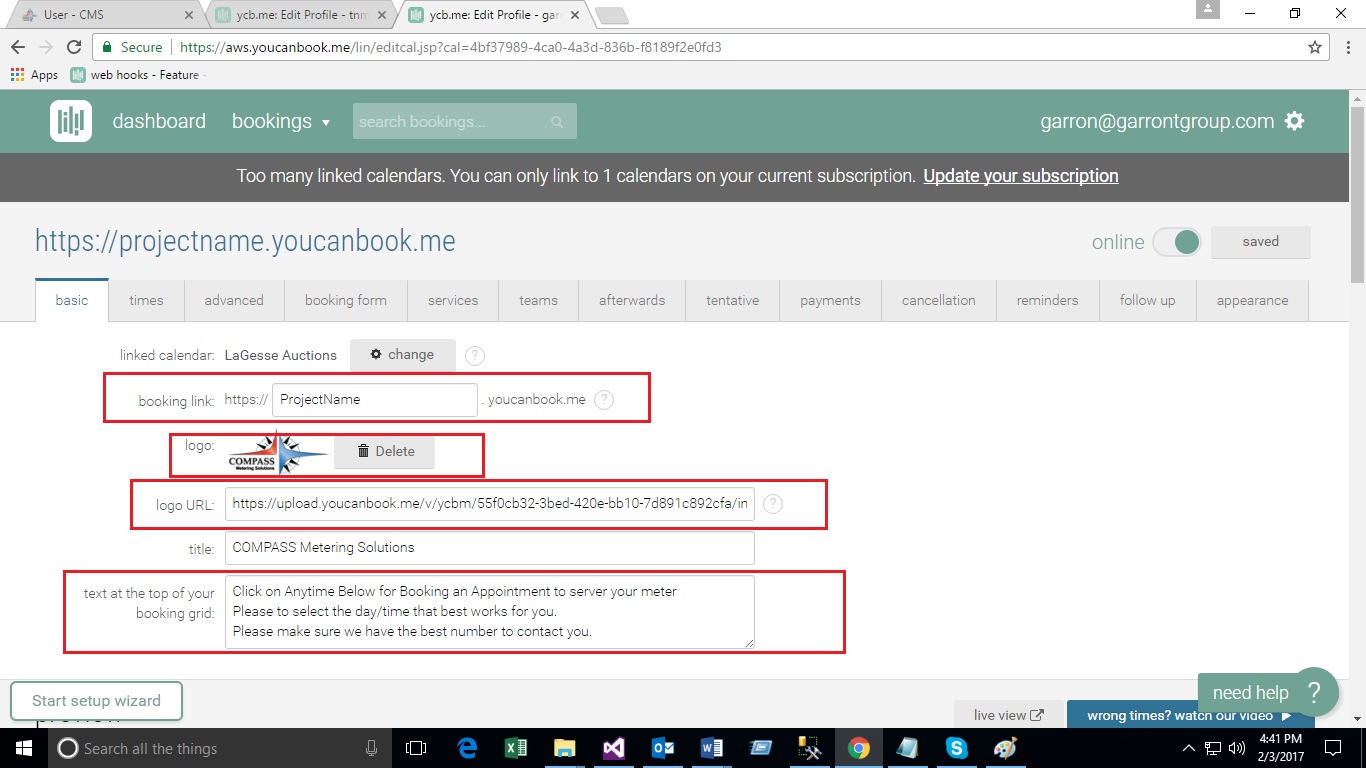 User - CMS
ycb.me: Edit Profile - tnm
ycb.me: Edit Profile - gar
Secure https://aws.youcanbook.me/lin/editcal.jsp?cal=4bf37989-4ca0-4a3d-836b-f8189f2e0fd3
Apps web hooks - Feature
dashboard bookings search bookings... garron@garrontgroup.com
Too many linked calendars. You can only link to 1 calendars on your current subscription. Update your subscription
https://projectname.youcanbook.me online saved
basic times advanced booking form services teams afterwards tentative payments cancellation reminders follow up appearance
linked calendar: LaGesse Auctions change ?
booking link: https:// ProjectName . youcanbook.me ?
logo: COMPASS Metering Solutions Delete
logo URL: https://upload.youcanbook.me/v/ycbm/55f0cb32-3bed-420e-bb10-7d891c892cfa/in ?
title: COMPASS Metering Solutions
text at the top of your booking grid:
Click on Anytime Below for Booking an Appointment to server your meter
Please to select the day/time that best works for you.
Please make sure we have the best number to contact you.
Start setup wizard need help ?
live view wrong times? watch our video
Search all the things
4:41 PM
2/3/2017